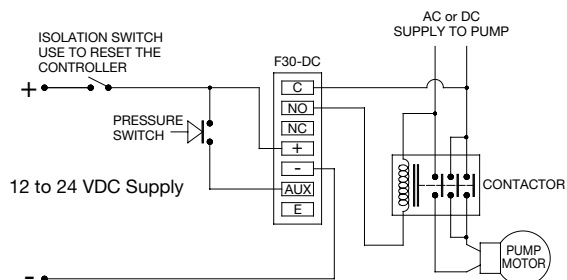 AC or DC
SUPPLY TO PUMP
ISOLATION SWITCH
USE TO RESET THE
CONTROLLER
F30-DC
C
NO
NC
+
-
AUX
E
+
PRESSURE
SWITCH
12 to 24 VDC Supply
CONTACTOR
PUMP
MOTOR
-